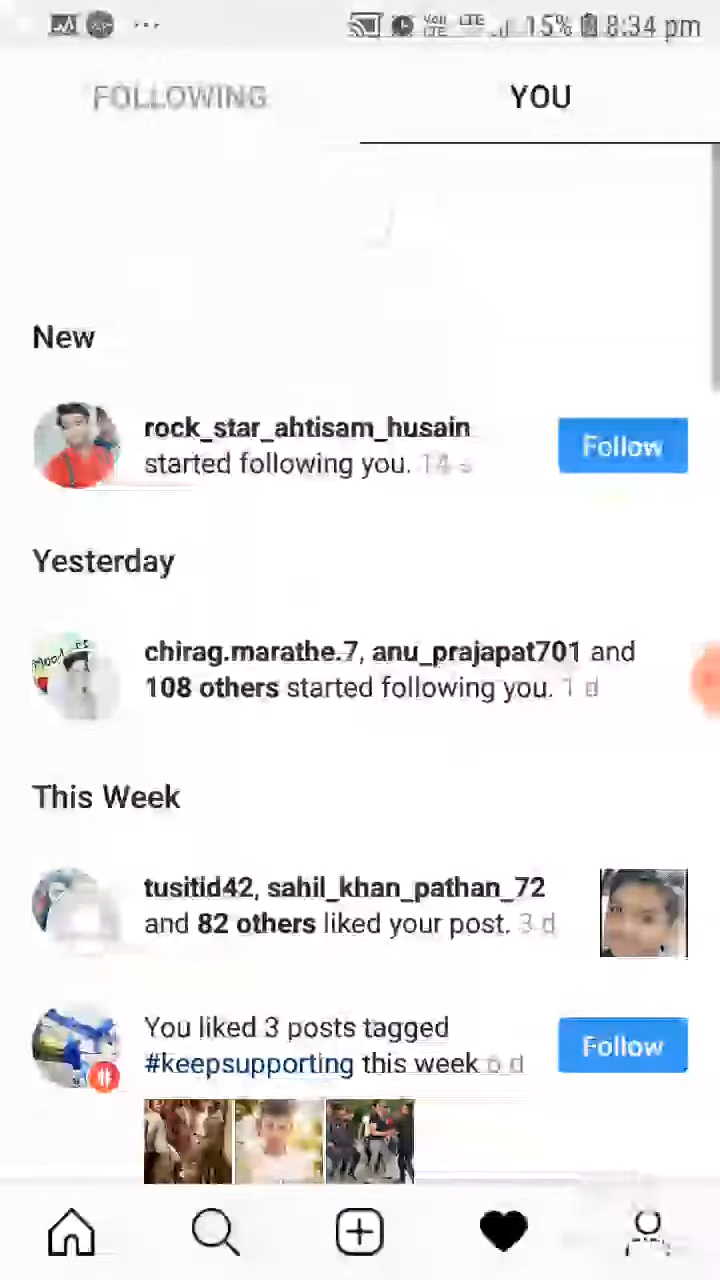 15% 8:34 pm
FOLLOWING
YOU
New
rock_star_ahtisam_husain
started following you.
Follow
Yesterday
chirag.marathe.7, anu_prajapat701 and
108 others started following you. 1 d
This Week
tusitid42, sahil_khan_pathan_72
and 82 others liked your post. 3 d
You liked 3 posts tagged
#keepsupporting this week 6 d
Follow